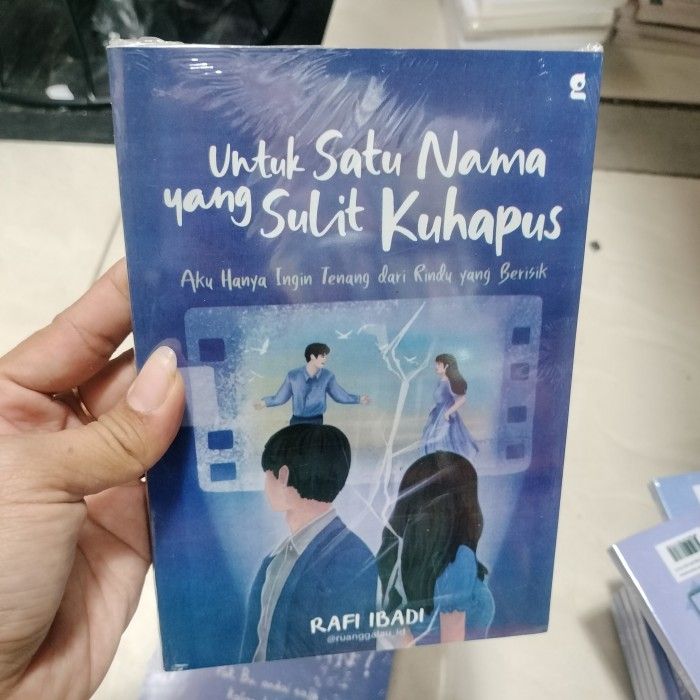 Untuk Satu Nama
yang Sulit Kuhapus
Aku Hanya Ingin Tenang dari Rindu yang Berisik
RAFI IBADI
@ruanggalau_id